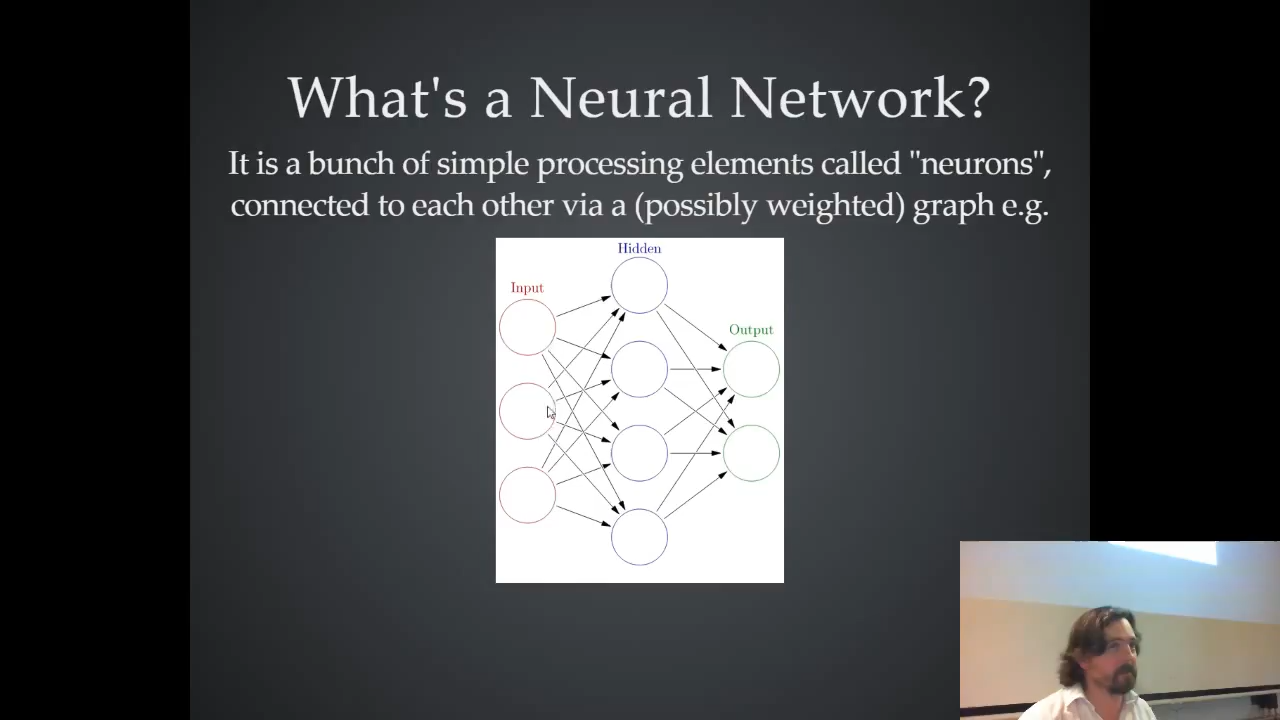 What's a Neural Network?
It is a bunch of simple processing elements called "neurons",
connected to each other via a (possibly weighted) graph e.g.
Hidden
Input
Output